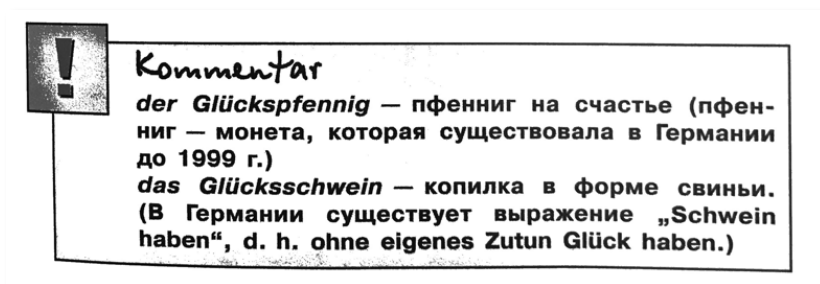 !
Kommentar
der Glückspfennig — пфенниг на счастье (пфен-
ниг — монета, которая существовала в Германии
до 1999 г.)
das Glücksschwein — копилка в форме свиньи.
(В Германии существует выражение „Schwein
haben“, d. h. ohne eigenes Zutun Glück haben.)